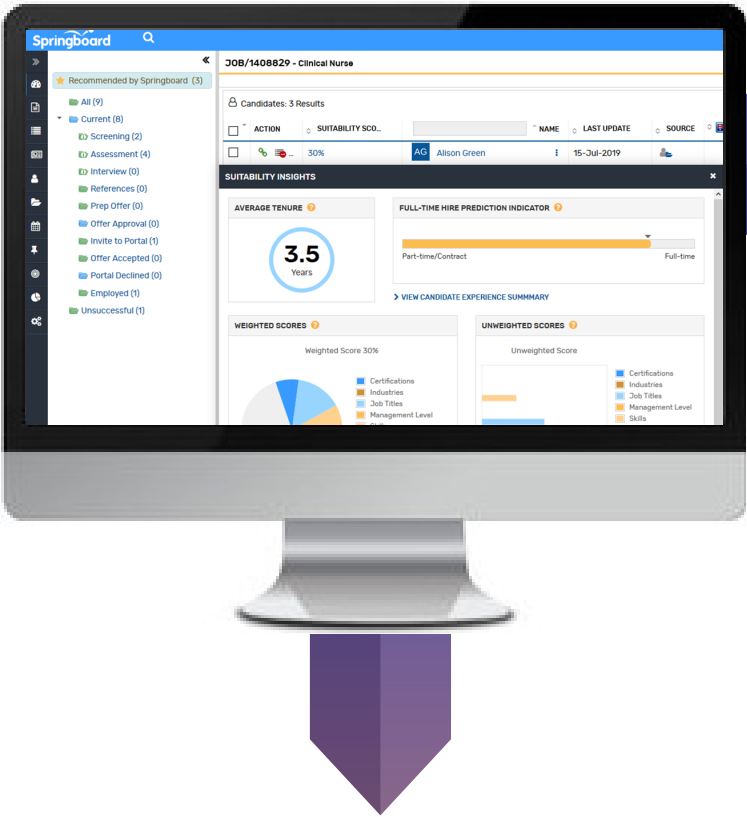 Springboard
JOB/1408829 - Clinical Nurse
Recommended by Springboard (3)
All (9)
Current (8)
Screening (2)
Assessment (4)
Interview (0)
References (0)
Prep Offer (0)
Offer Approval (0)
Invite to Portal (1)
Offer Accepted (0)
Portal Declined (0)
Employed (1)
Unsuccessful (1)
Candidates: 3 Results
ACTION SUITABILITY SCO... NAME LAST UPDATE SOURCE
30% AG Alison Green 15-Jul-2019
SUITABILITY INSIGHTS
AVERAGE TENURE ?
3.5
Years
FULL-TIME HIRE PREDICTION INDICATOR ?
Part-time/Contract Full-time
VIEW CANDIDATE EXPERIENCE SUMMMARY
WEIGHTED SCORES ?
Weighted Score 30%
Certifications
Industries
Job Titles
Management Level
UNWEIGHTED SCORES ?
Unweighted Score
Certifications
Industries
Job Titles
Management Level
Skills